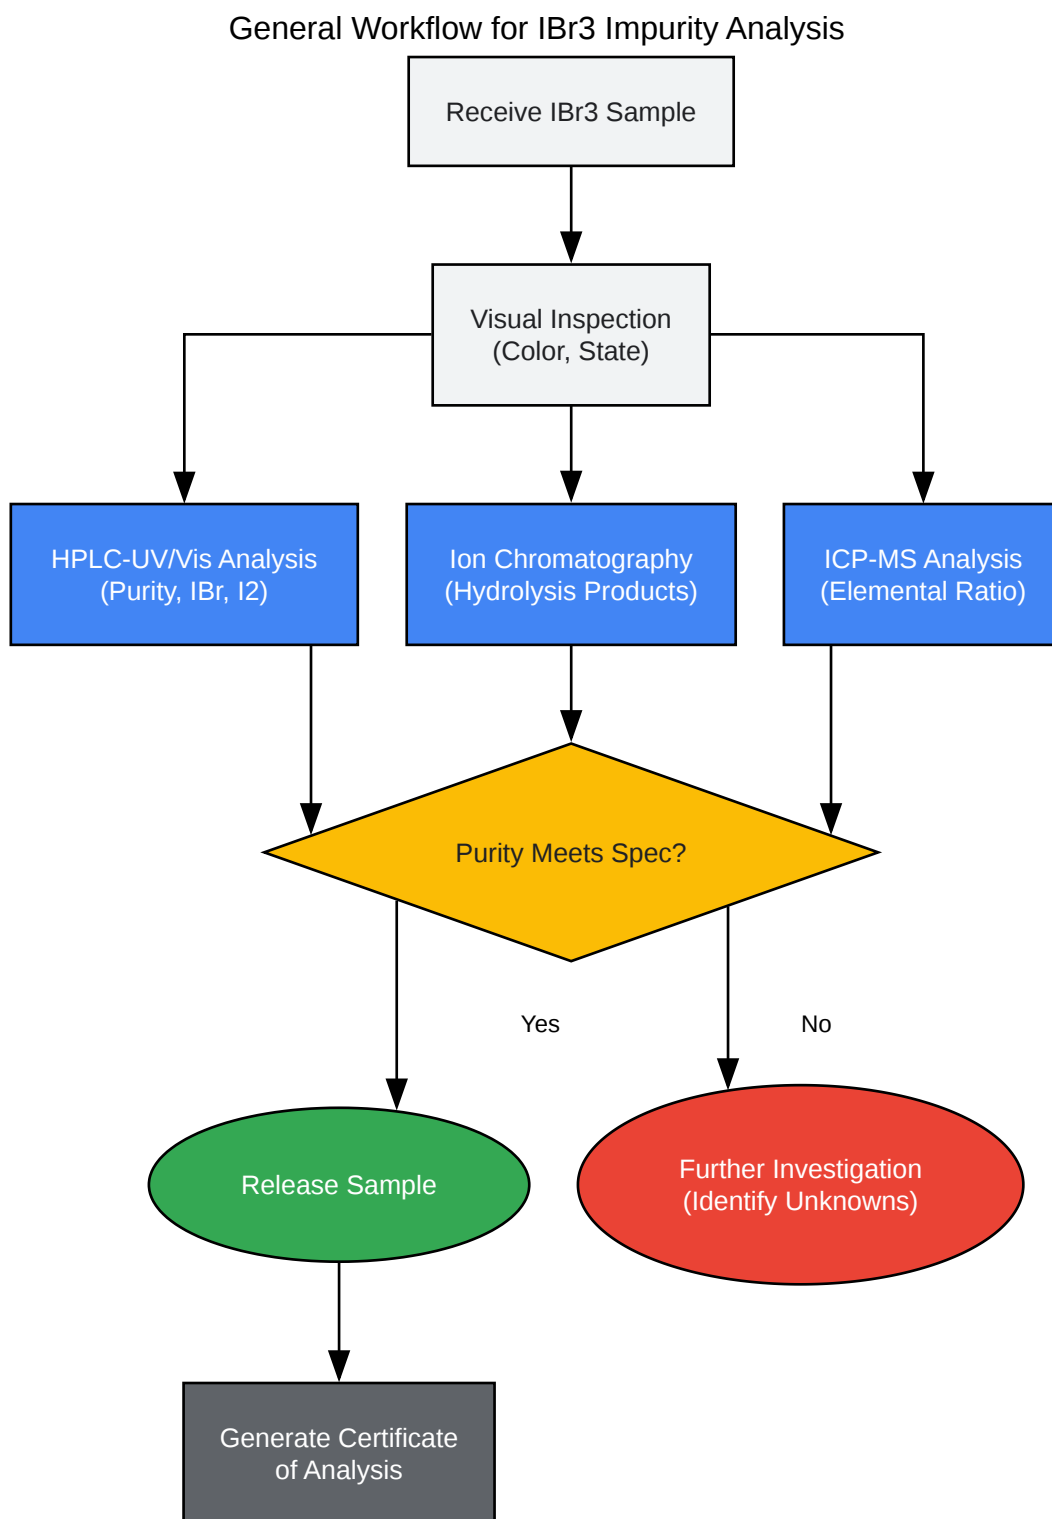 General Workflow for IBr3 Impurity Analysis
Receive IBr3 Sample
Visual Inspection
(Color, State)
HPLC-UV/Vis Analysis
(Purity, IBr, I2)
Ion Chromatography
(Hydrolysis Products)
ICP-MS Analysis
(Elemental Ratio)
Purity Meets Spec?
Yes
No
Release Sample
Further Investigation
(Identify Unknowns)
Generate Certificate
of Analysis